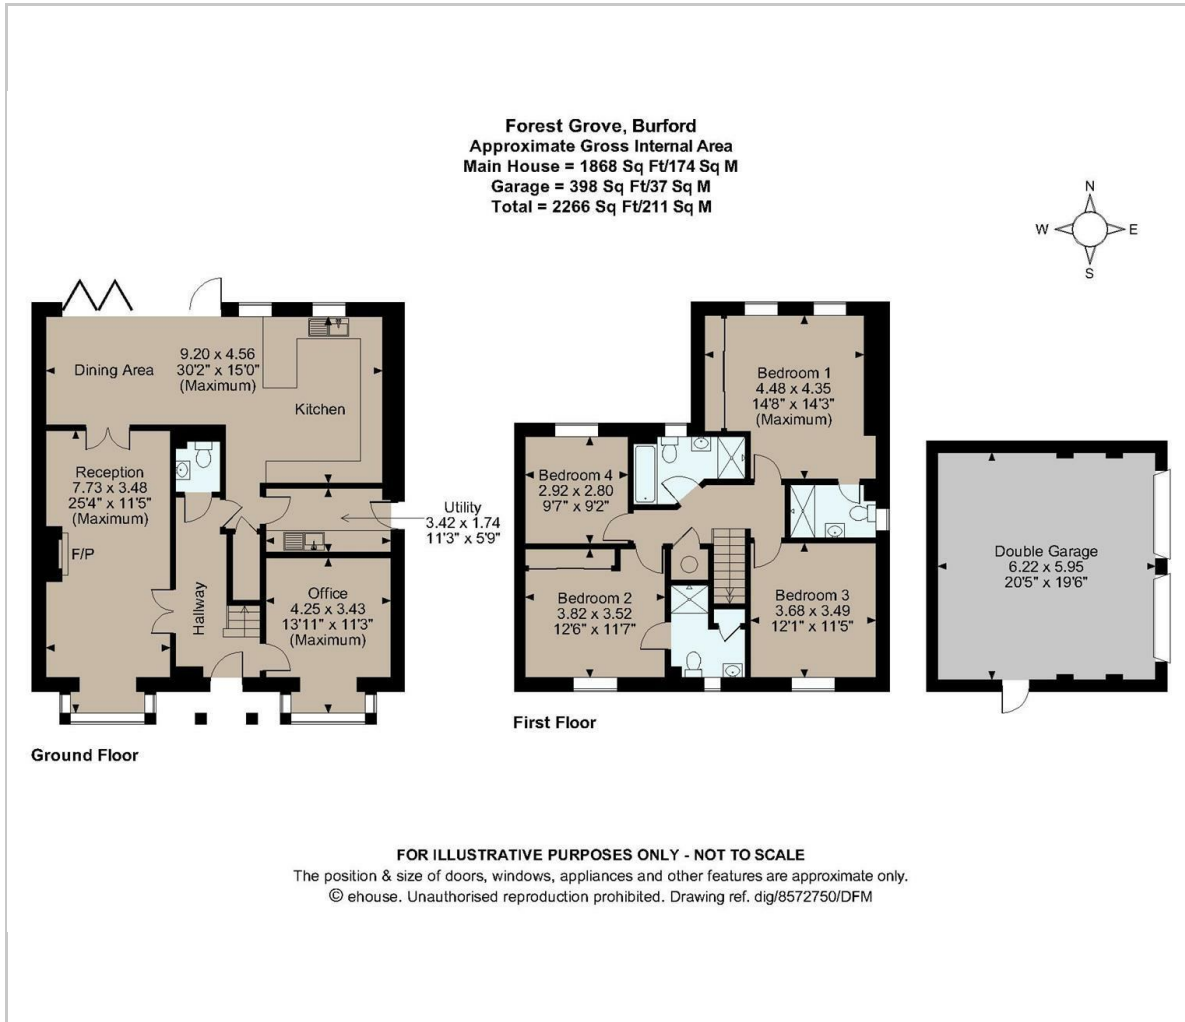 Forest Grove, Burford
Approximate Gross Internal Area
Main House = 1868 Sq Ft/174 Sq M
Garage = 398 Sq Ft/37 Sq M
Total = 2266 Sq Ft/211 Sq M
N
W
E
S
Dining Area
9.20 x 4.56
30'2" x 15'0"
(Maximum)
Kitchen
Reception
7.73 x 3.48
25'4" x 11'5"
(Maximum)
F/P
Hallway
Utility
3.42 x 1.74
11'3" x 5'9"
Office
4.25 x 3.43
13'11" x 11'3"
(Maximum)
Ground Floor
Bedroom 1
4.48 x 4.35
14'8" x 14'3"
(Maximum)
Bedroom 4
2.92 x 2.80
9'7" x 9'2"
Bedroom 2
3.82 x 3.52
12'6" x 11'7"
Bedroom 3
3.68 x 3.49
12'1" x 11'5"
First Floor
Double Garage
6.22 x 5.95
20'5" x 19'6"
FOR ILLUSTRATIVE PURPOSES ONLY - NOT TO SCALE
The position & size of doors, windows, appliances and other features are approximate only.
© ehouse. Unauthorised reproduction prohibited. Drawing ref. dig/8572750/DFM